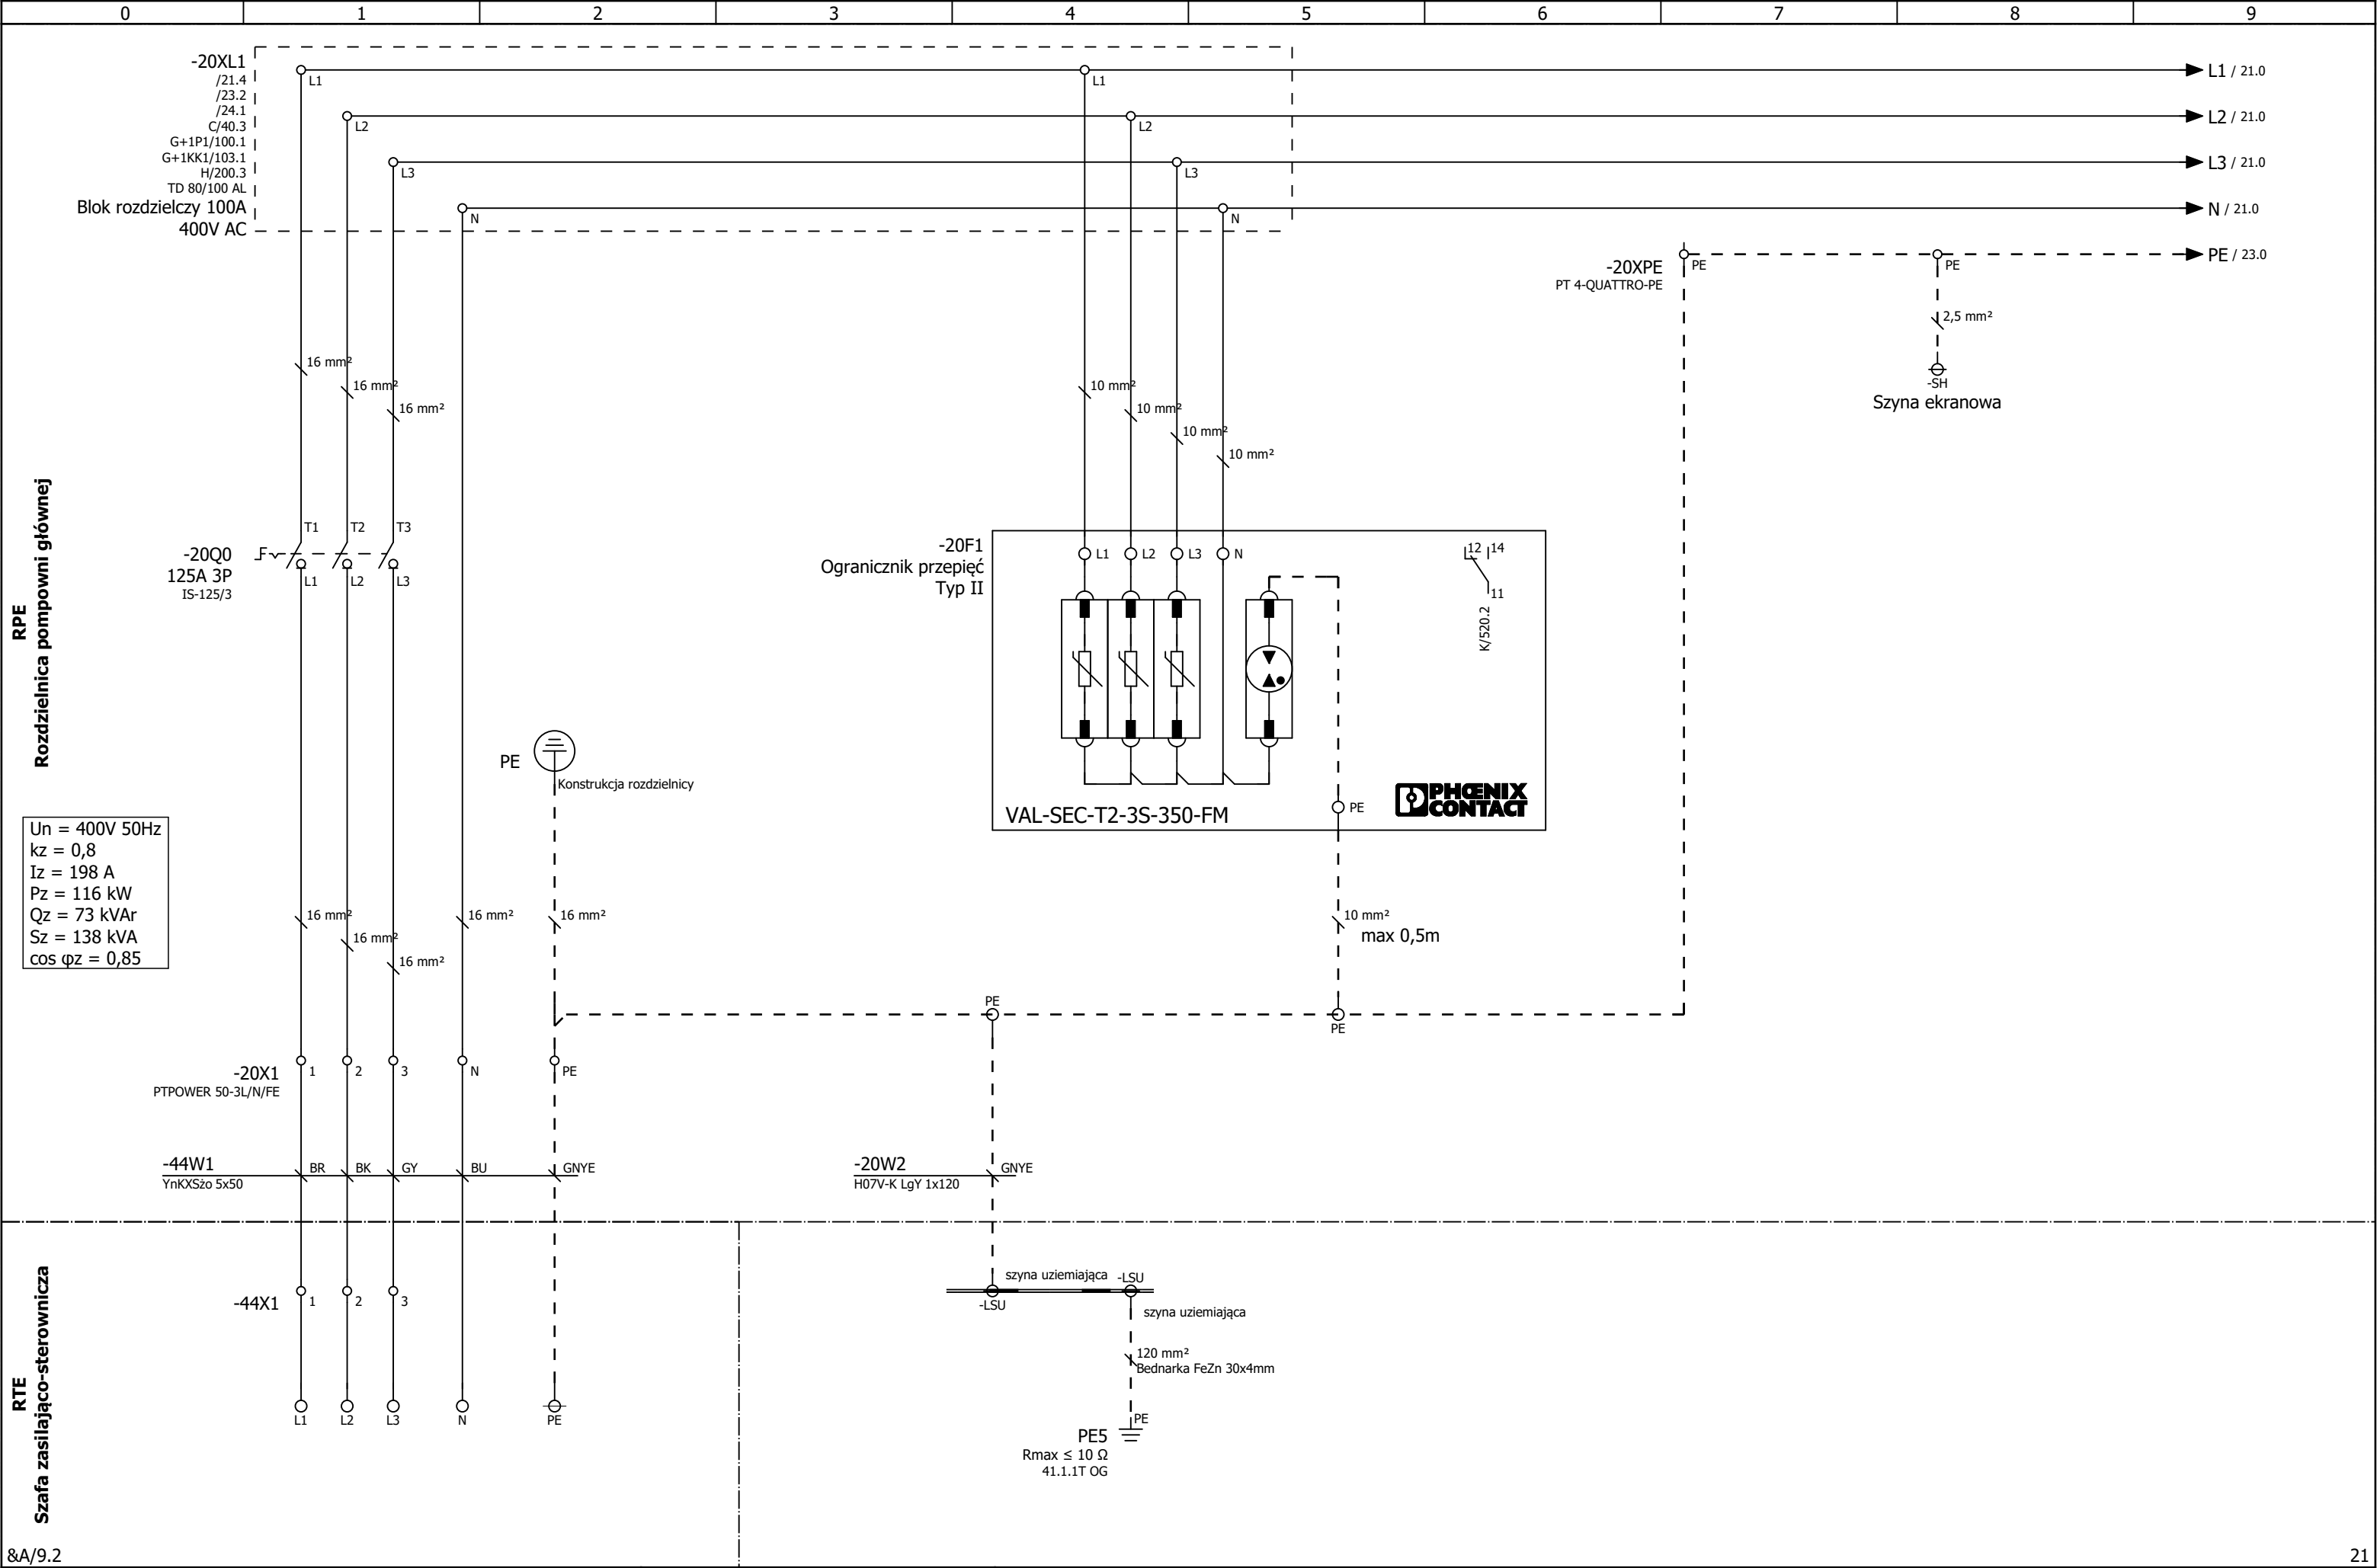 0 1 2 3 4 5 6 7 8 9
-20XL1
/21.4
/23.2
/24.1
C/40.3
G+1P1/100.1
G+1KK1/103.1
H/200.3
TD 80/100 AL
Blok rozdzielczy 100A
400V AC
L1 L1 L1 / 21.0
L2 L2 L2 / 21.0
L3 L3 L3 / 21.0
N N N / 21.0
-20XPE
PT 4-QUATTRO-PE
PE PE PE / 23.0
2,5 mm²
-SH
Szyna ekranowa
16 mm²
16 mm²
16 mm²
10 mm²
10 mm²
10 mm²
10 mm²
RPE
Rozdzielnica pompowni głównej
-20Q0
125A 3P
IS-125/3
T1 T2 T3
L1 L2 L3
-20F1
Ogranicznik przepięć
Typ II
L1 L2 L3 N
12 14
11
K/520.2
PE
Konstrukcja rozdzielnicy
VAL-SEC-T2-3S-350-FM
PE
PHŒNIX
CONTACT
Un = 400V 50Hz
kz = 0,8
Iz = 198 A
Pz = 116 kW
Qz = 73 kVAr
Sz = 138 kVA
cos φz = 0,85
16 mm²
16 mm²
16 mm²
16 mm²
16 mm²
10 mm²
max 0,5m
PE
PE
-20X1
PTPOWER 50-3L/N/FE
1 2 3 N PE
-44W1
YnKXSżo 5x50
BR BK GY BU GNYE
-20W2
H07V-K LgY 1x120
GNYE
RTE
Szafa zasilająco-sterownicza
-44X1
1 2 3
L1 L2 L3 N PE
szyna uziemiająca -LSU
-LSU
szyna uziemiająca
120 mm²
Bednarka FeZn 30x4mm
PE
PE5
Rmax ≤ 10 Ω
41.1.1T OG
&A/9.2
21